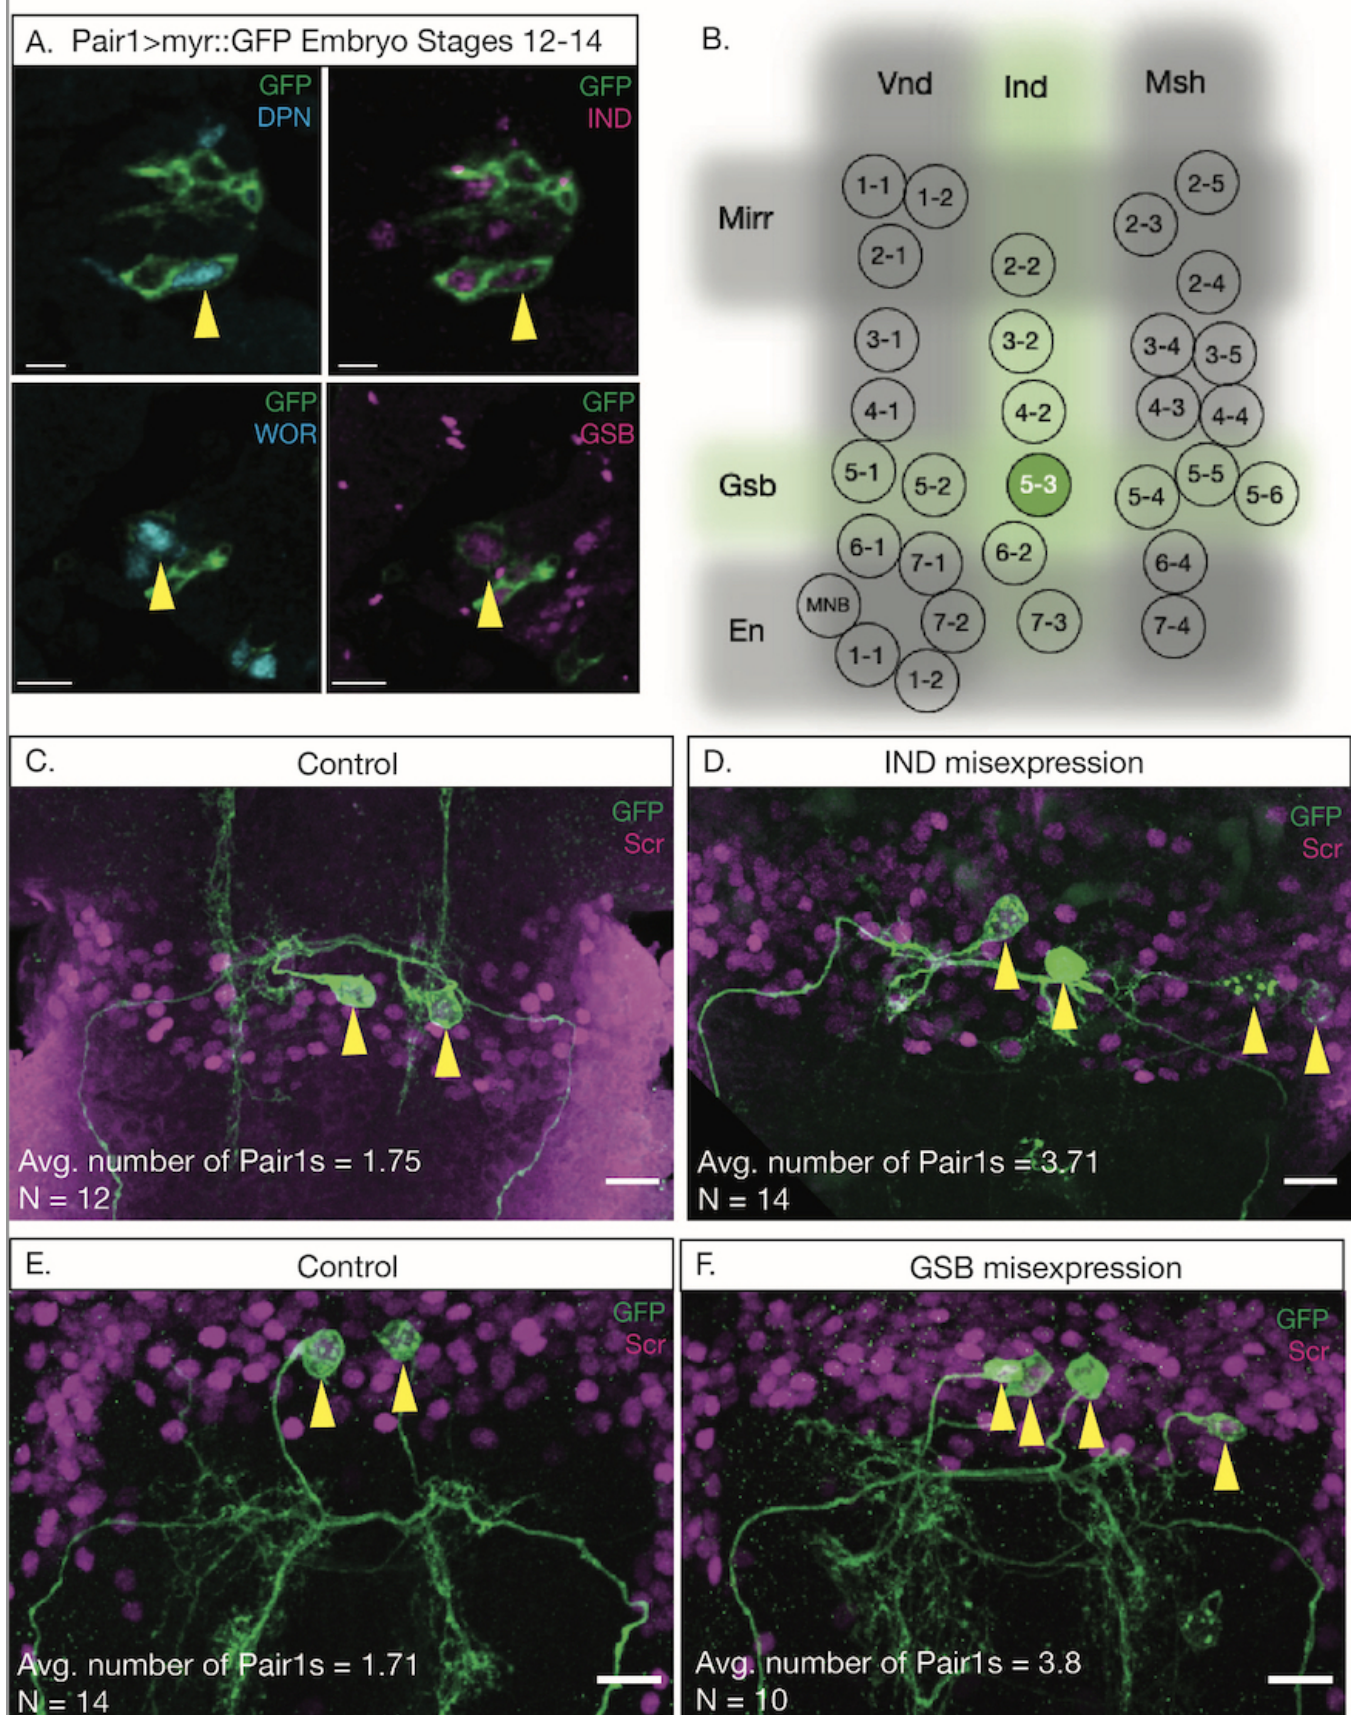 A. Pair1>myr::GFP Embryo Stages 12-14
GFP
DPN
GFP
IND
GFP
WOR
GFP
GSB
B.
Vnd
Ind
Msh
Mirr
1-1
1-2
2-5
2-3
2-1
2-2
2-4
3-1
3-2
3-4
3-5
4-1
4-2
4-3
4-4
Gsb
5-1
5-2
5-3
5-4
5-5
5-6
6-1
7-1
6-2
6-4
En
MNB
7-2
7-3
7-4
1-1
1-2
C. Control
GFP
Scr
Avg. number of Pair1s = 1.75
N = 12
D. IND misexpression
GFP
Scr
Avg. number of Pair1s = 3.71
N = 14
E. Control
GFP
Scr
Avg. number of Pair1s = 1.71
N = 14
F. GSB misexpression
GFP
Scr
Avg. number of Pair1s = 3.8
N = 10